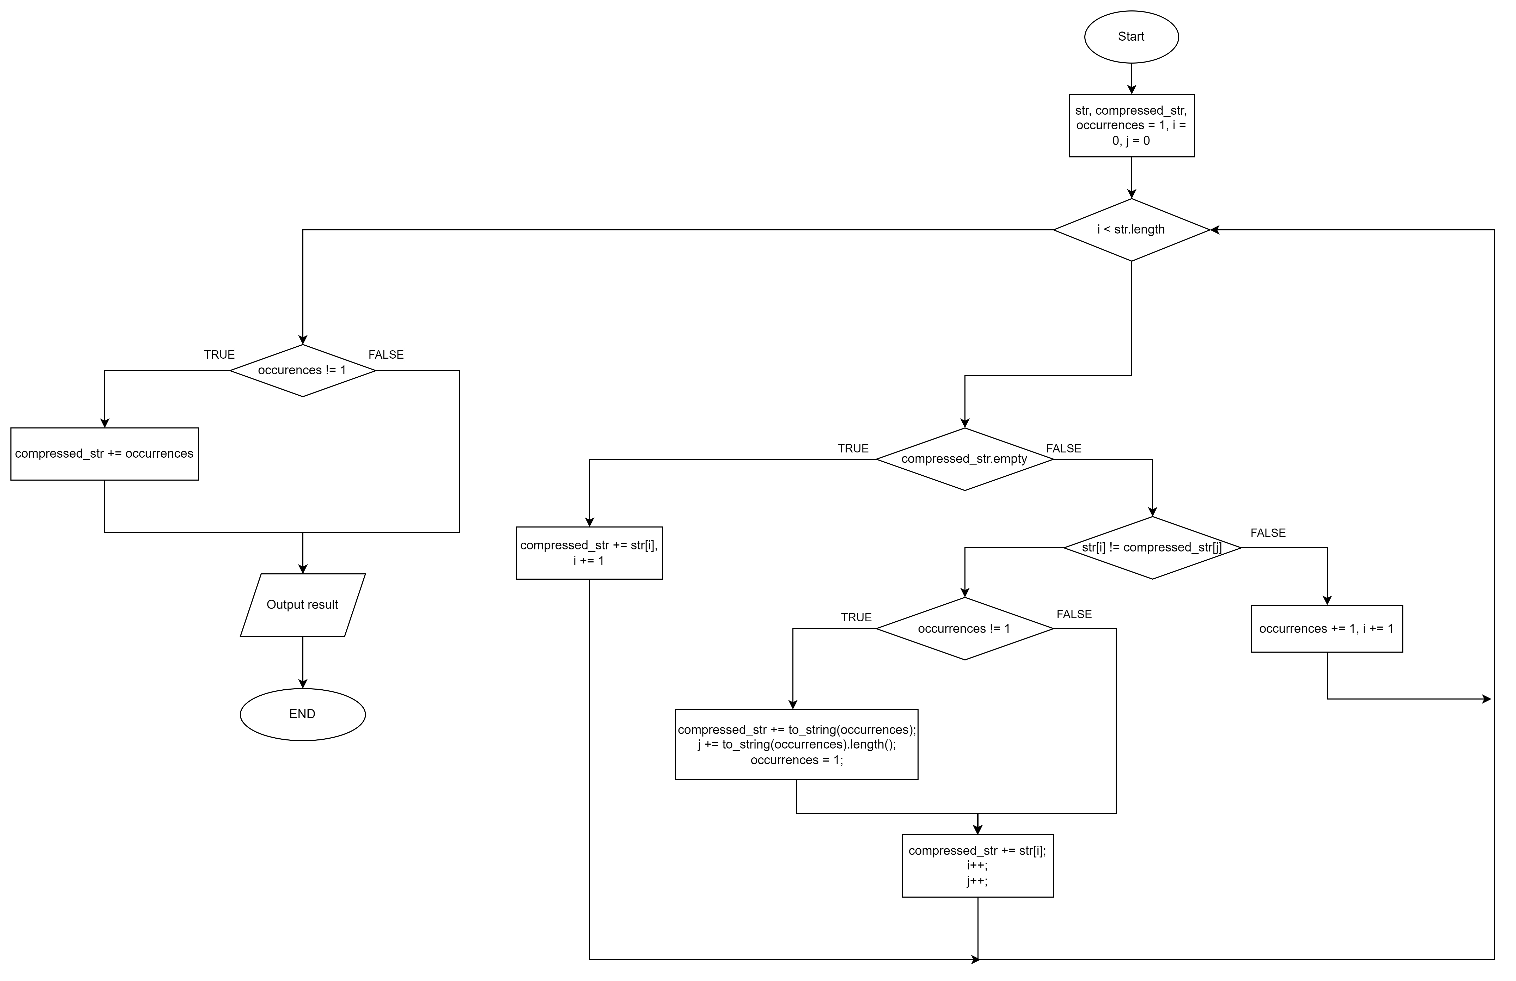 Start
str, compressed_str,
occurrences = 1, i =
0, j = 0
i < str.length
TRUE
FALSE
occurences != 1
compressed_str += occurrences
Output result
END
TRUE
FALSE
compressed_str.empty
compressed_str += str[i],
i += 1
FALSE
str[i] != compressed_str[j]
occurrences += 1, i += 1
TRUE
FALSE
occurrences != 1
compressed_str += to_string(occurrences);
j += to_string(occurrences).length();
occurrences = 1;
compressed_str += str[i];
i++;
j++;